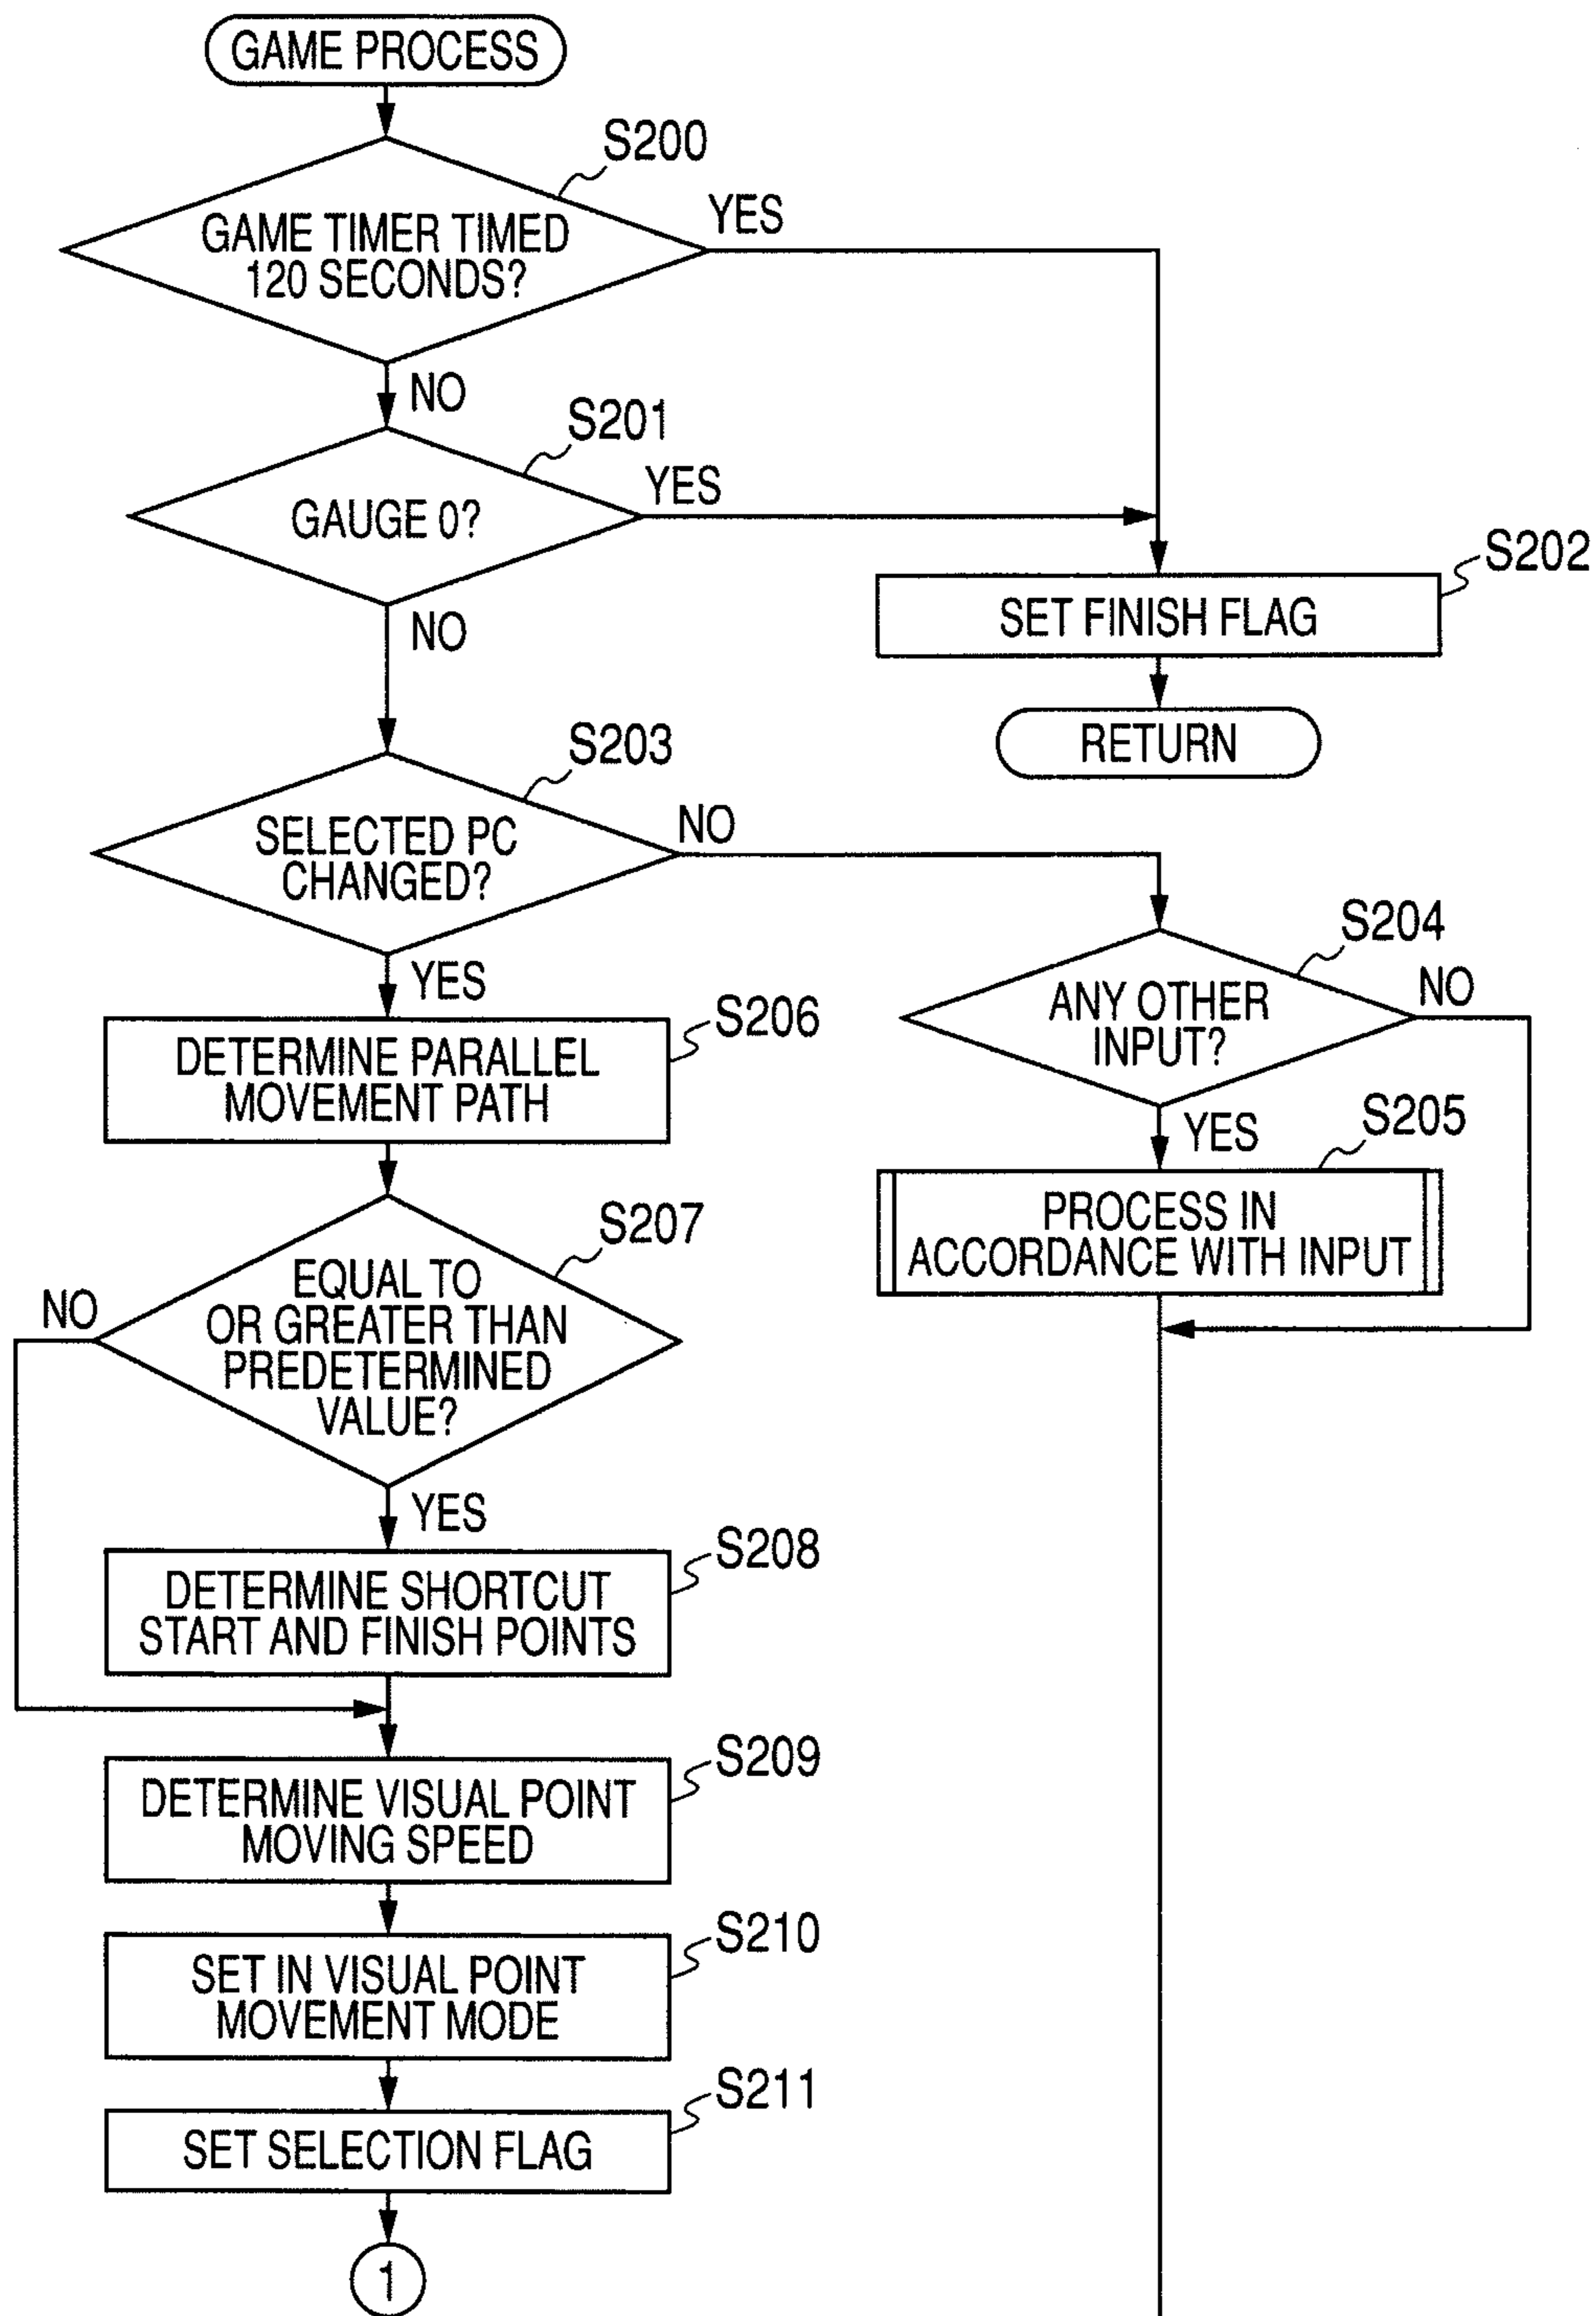 GAME PROCESS
S200
GAME TIMER TIMED
120 SECONDS?
YES
NO
S201
GAUGE 0?
YES
NO
S202
SET FINISH FLAG
RETURN
S203
SELECTED PC
CHANGED?
NO
YES
S204
ANY OTHER
INPUT?
NO
YES
S205
PROCESS IN
ACCORDANCE WITH INPUT
S206
DETERMINE PARALLEL
MOVEMENT PATH
S207
EQUAL TO
OR GREATER THAN
PREDETERMINED
VALUE?
NO
YES
S208
DETERMINE SHORTCUT
START AND FINISH POINTS
S209
DETERMINE VISUAL POINT
MOVING SPEED
S210
SET IN VISUAL POINT
MOVEMENT MODE
S211
SET SELECTION FLAG
1